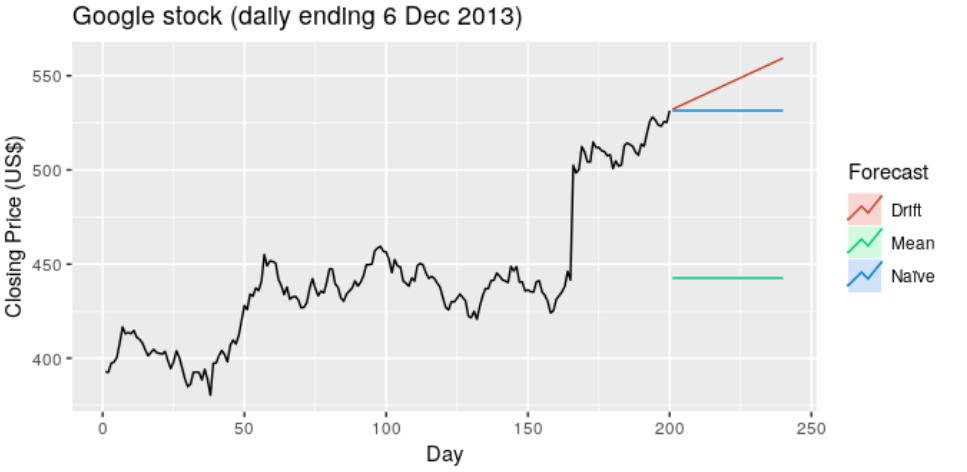 Google stock (daily ending 6 Dec 2013)
Closing Price (US$)
550
500
450
400
0 50 100 150 200 250
Day
Forecast
Drift
Mean
Naïve